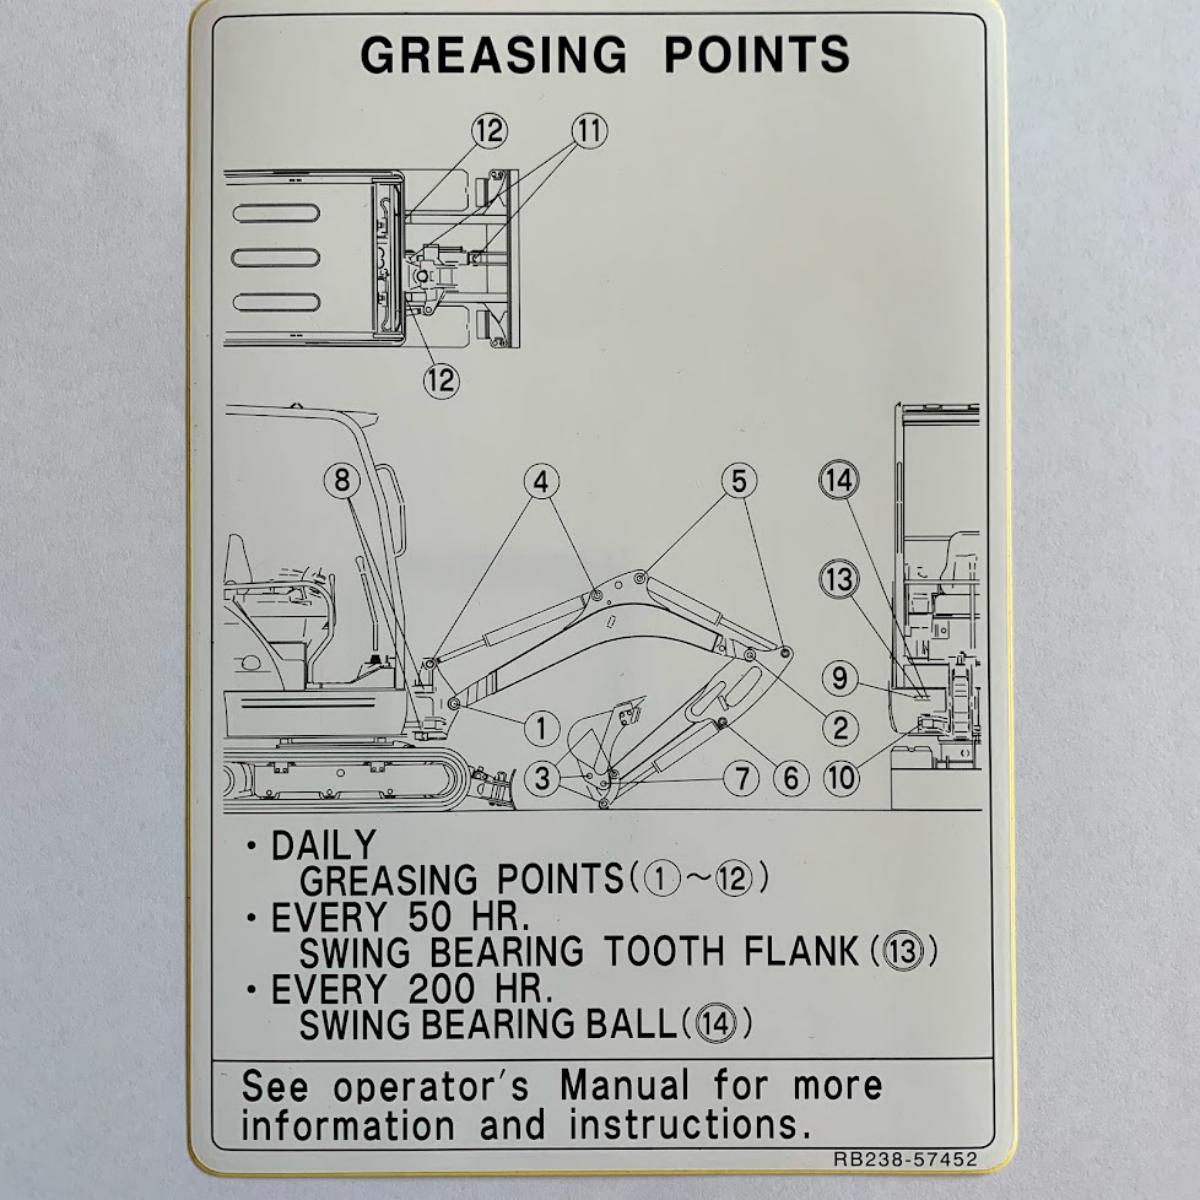 GREASING POINTS
⑫ ⑪
⑫
⑧ ④ ⑤ ⑭
⑬
⑨
① ②
③ ⑦ ⑥ ⑩
・DAILY
GREASING POINTS(①~⑫)
・EVERY 50 HR.
SWING BEARING TOOTH FLANK(⑬)
・EVERY 200 HR.
SWING BEARING BALL(⑭)
See operator's Manual for more
information and instructions.
RB238-57452